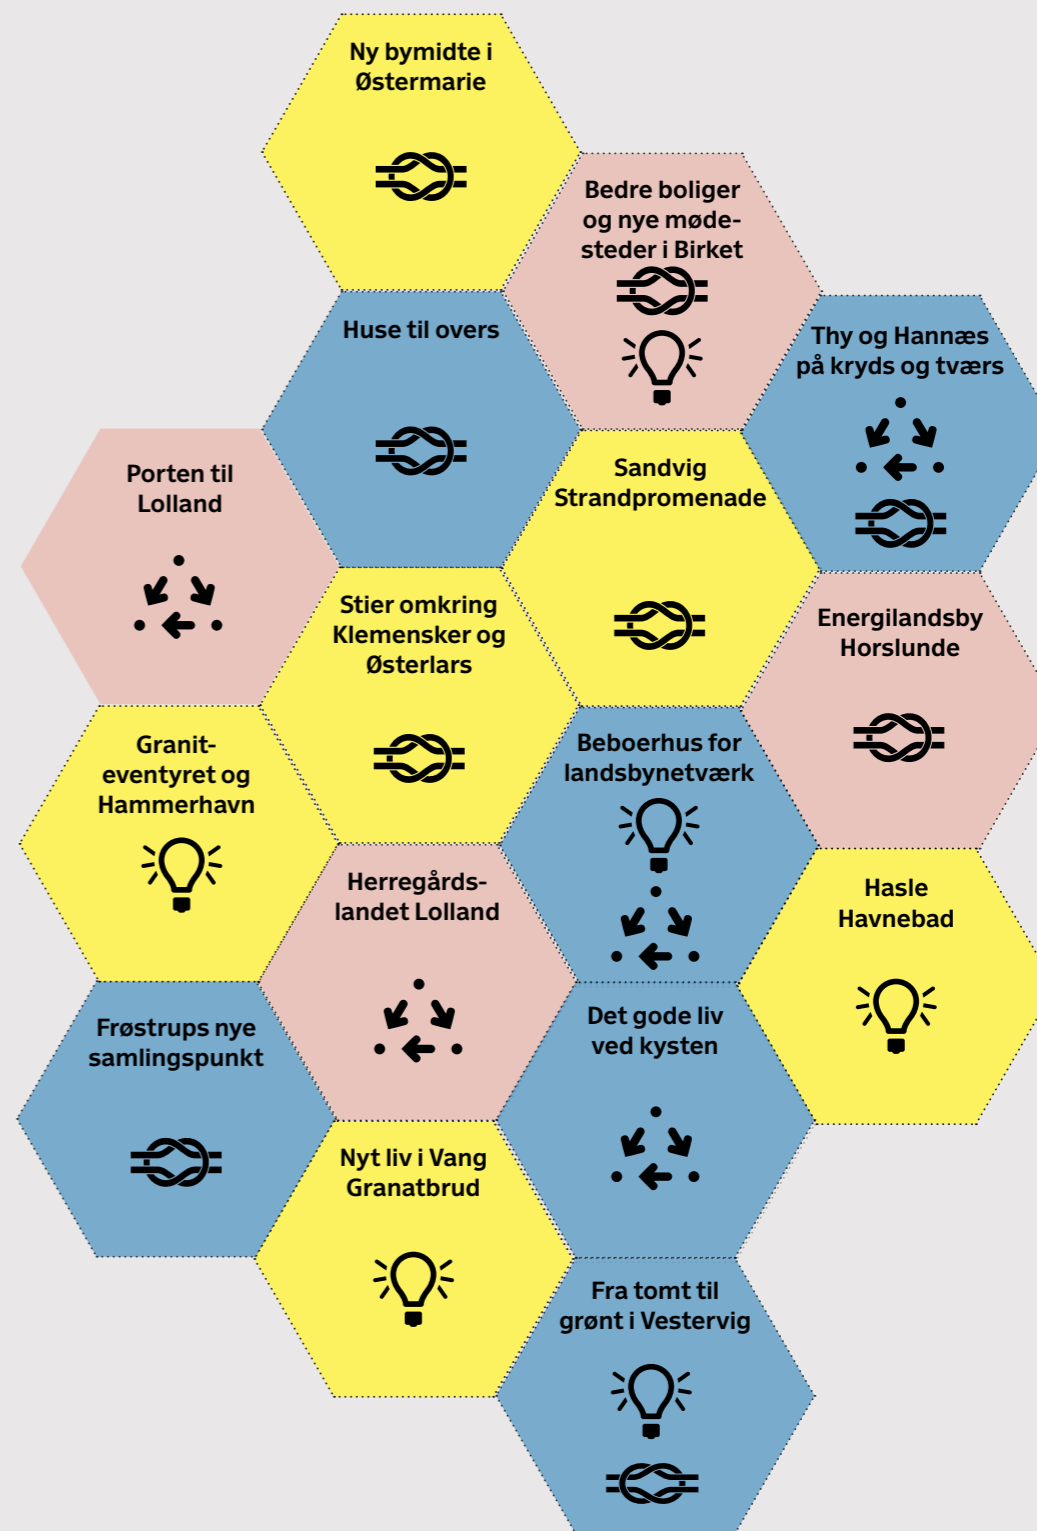 Ny bymidte i
Østermarie
Bedre boliger
og nye møde-
steder i Birket
Huse til overs
Thy og Hannæs
på kryds og tværs
Porten til
Lolland
Sandvig
Strandpromenade
Stier omkring
Klemensker og
Østerlars
Energilandsby
Horslunde
Granit-
eventyret og
Hammerhavn
Beboerhus for
landsbynetværk
Herregårds-
landet Lolland
Hasle
Havnebad
Frøstrups nye
samlingspunkt
Det gode liv
ved kysten
Nyt liv i Vang
Granatbrud
Fra tomt til
grønt i Vestervig